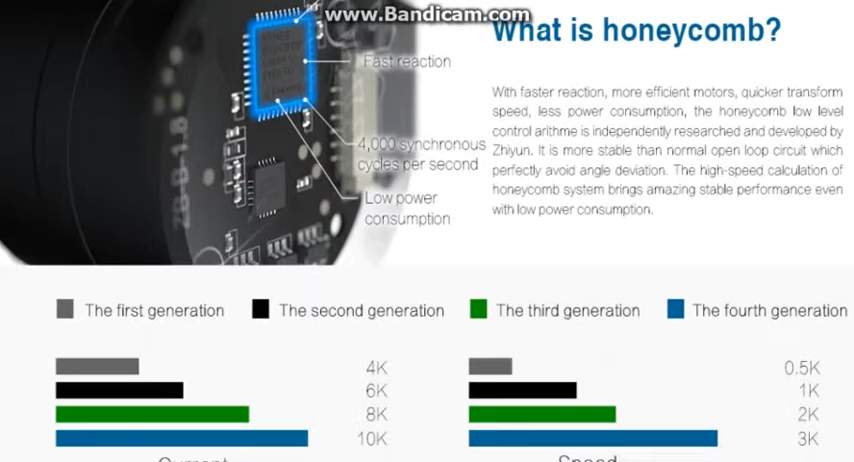 www.Bandicam.com
What is honeycomb?
Fast reaction
4,000 synchronous
cycles per second
Low power
consumption
With faster reaction, more efficient motors, quicker transform
speed, less power consumption, the honeycomb low level
control arithme is independently researched and developed by
Zhiyun. It is more stable than normal open loop circuit which
perfectly avoid angle deviation. The high-speed calculation of
honeycomb system brings amazing stable performance even
with low power consumption.
The first generation
The second generation
The third generation
The fourth generation
4K
6K
8K
10K
Current
0.5K
1K
2K
3K
Speed